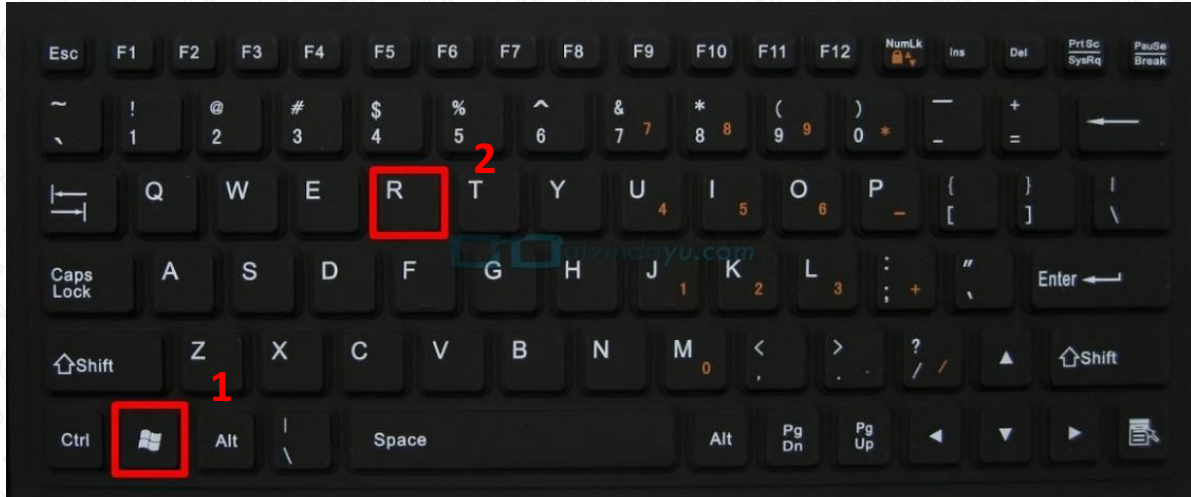 Esc F1 F2 F3 F4 F5 F6 F7 F8 F9 F10 F11 F12 NumLk Ins Del PrtSc SysRq PauSe Break
~ ! @ # $ % ^ & * ( ) — +
、 1 2 3 4 5 6 7 7 8 8 9 9 0 * - =
2
Q W E R T Y U 4 I 5 O 6 P - { [ } ] | \
alvindayu.com
Caps Lock A S D F G H J 1 K 2 L 3 : ; + " 、 Enter
Shift Z X C V B N M 0 < , > . ? / / Shift
1
Ctrl Alt | \ Space Alt Pg Dn Pg Up